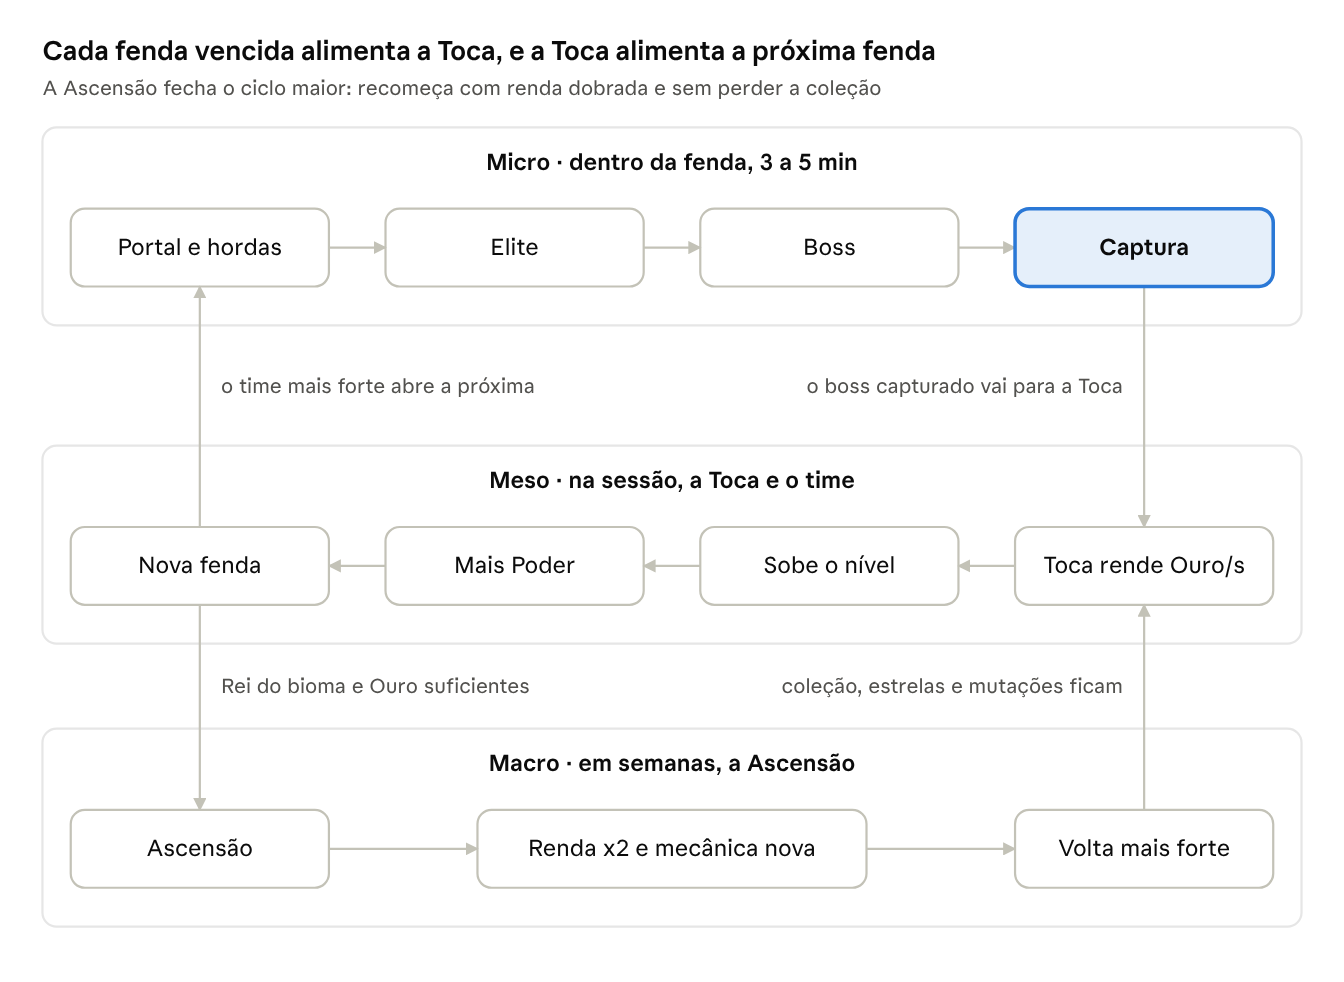 Cada fenda vencida alimenta a Toca, e a Toca alimenta a próxima fenda
A Ascensão fecha o ciclo maior: recomeça com renda dobrada e sem perder a coleção
Micro · dentro da fenda, 3 a 5 min
Portal e hordas
Elite
Boss
Captura
o time mais forte abre a próxima
o boss capturado vai para a Toca
Meso · na sessão, a Toca e o time
Nova fenda
Mais Poder
Sobe o nível
Toca rende Ouro/s
Rei do bioma e Ouro suficientes
coleção, estrelas e mutações ficam
Macro · em semanas, a Ascensão
Ascensão
Renda x2 e mecânica nova
Volta mais forte